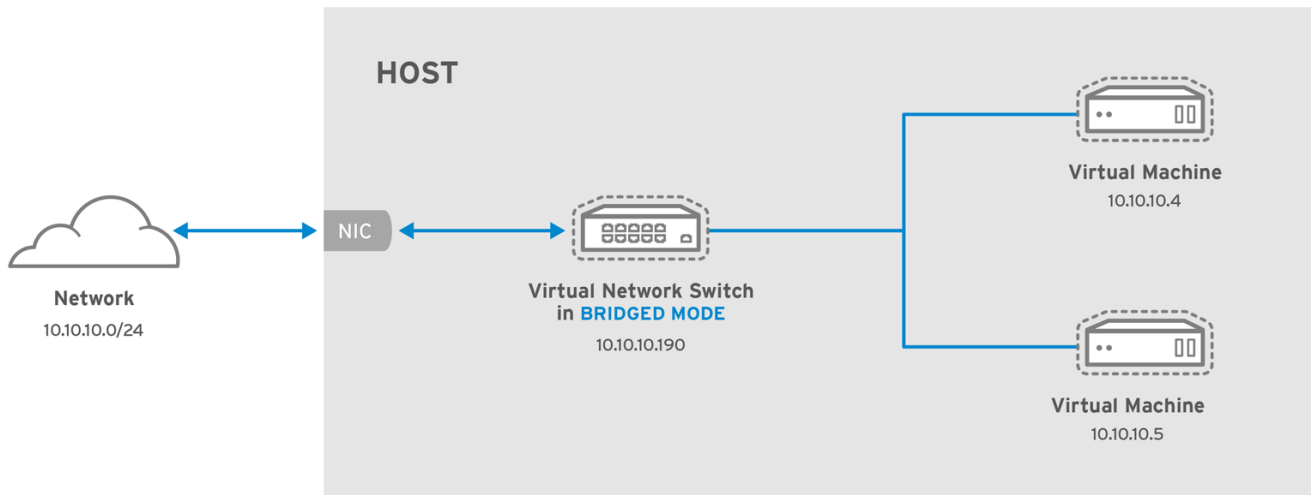 HOST
Network
10.10.10.0/24
NIC
Virtual Network Switch
in BRIDGED MODE
10.10.10.190
Virtual Machine
10.10.10.4
Virtual Machine
10.10.10.5